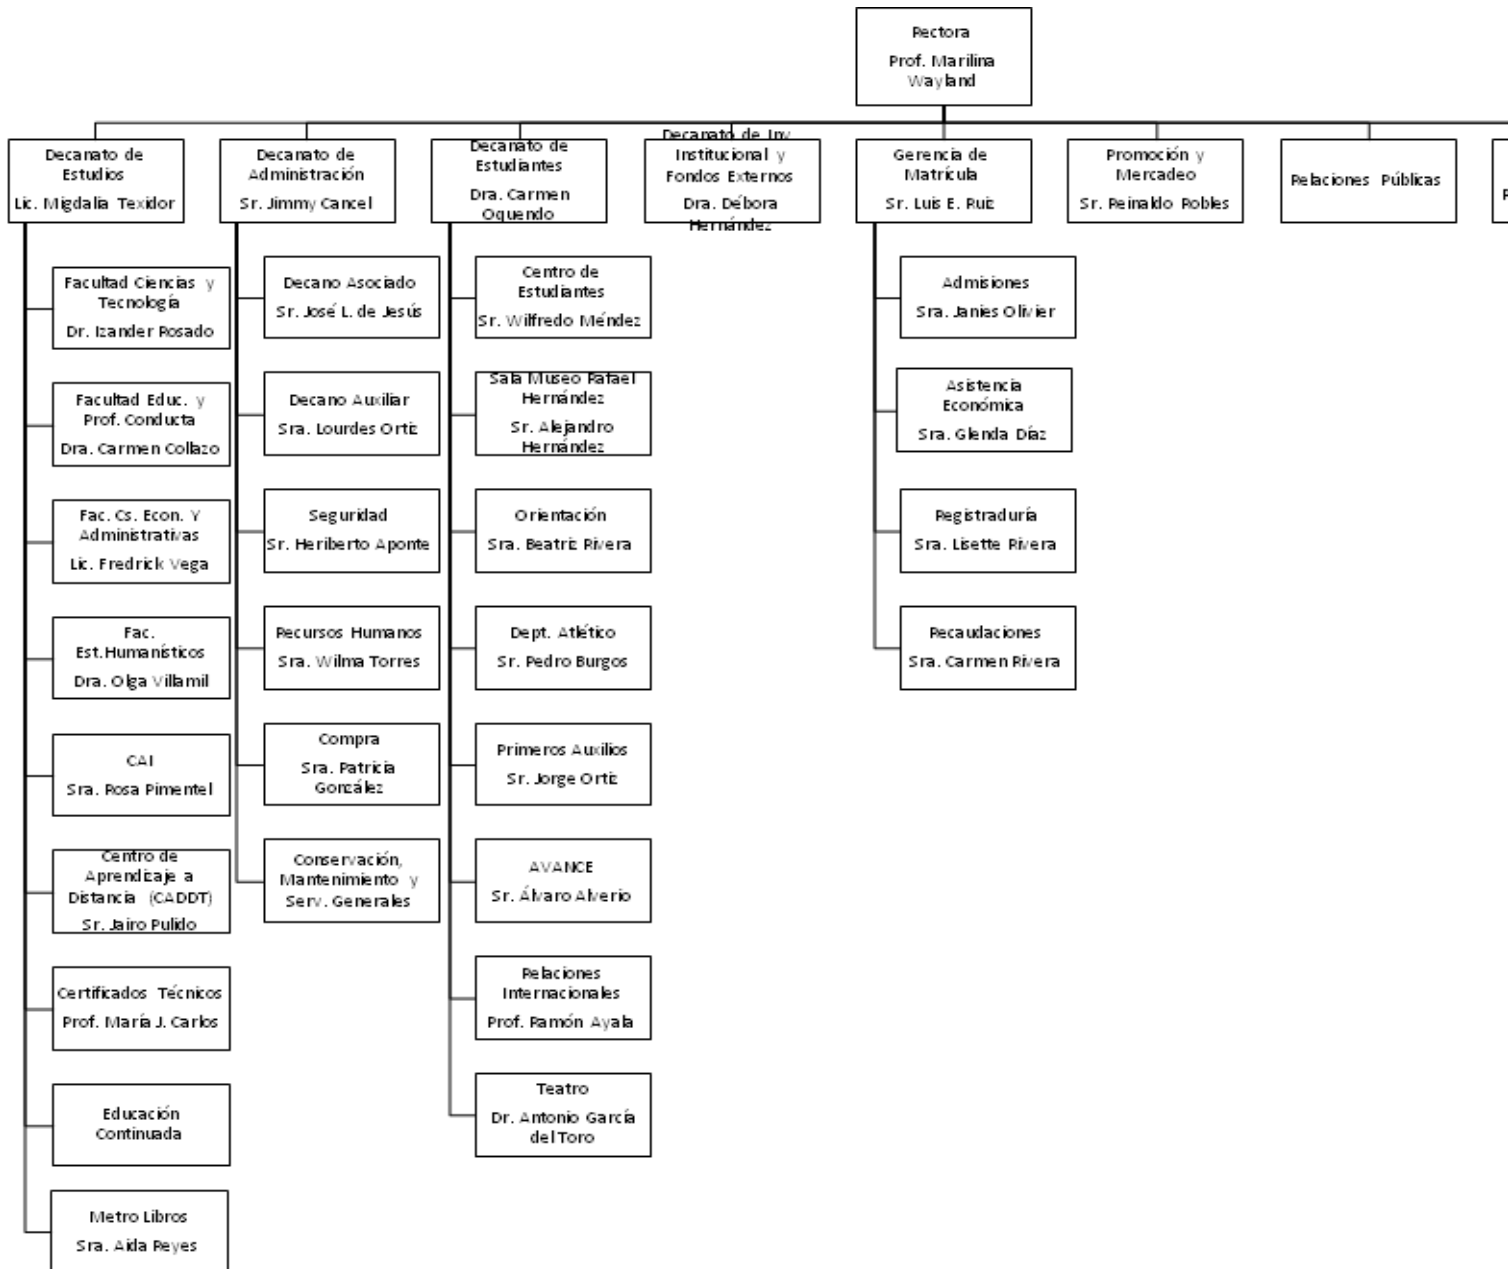 Rectora
Prof. Marilina
Wayland
Decanato de
Estudios
Lic. Migdalia Texidor
Decanato de
Administración
Sr. Jimmy Cancel
Decanato de
Estudiantes
Dra. Carmen
Oquendo
Decanato de Inv.
Institucional y
Fondos Externos
Dra. Débora
Hernández
Gerencia de
Matrícula
Sr. Luis E. Ruiz
Promoción y
Mercadeo
Sr. Reinaldo Robles
Relaciones Públicas
P
Facultad Ciencias y
Tecnología
Dr. Izander Rosado
Facultad Educ. y
Prof. Conducta
Dra. Carmen Collazo
Fac. Cs. Econ. Y
Administrativas
Lic. Fredrick Vega
Fac.
Est.Humanísticos
Dra. Olga Villamil
CAI
Sra. Rosa Pimentel
Centro de
Aprendizaje a
Distancia (CADDT)
Sr. Jairo Pulido
Certificados Técnicos
Prof. María J. Carlos
Educación
Continuada
Metro Libros
Sra. Aida Reyes
Decano Asociado
Sr. José L. de Jesús
Decano Auxiliar
Sra. Lourdes Ortiz
Seguridad
Sr. Heriberto Aponte
Recursos Humanos
Sra. Wilma Torres
Compra
Sra. Patricia
González
Conservación,
Mantenimiento y
Serv. Generales
Centro de
Estudiantes
Sr. Wilfredo Méndez
Sala Museo Rafael
Hernández
Sr. Alejandro
Hernández
Orientación
Sra. Beatriz Rivera
Dept. Atlético
Sr. Pedro Burgos
Primeros Auxilios
Sr. Jorge Ortiz
AVANCE
Sr. Álvaro Alverio
Relaciones
Internacionales
Prof. Ramón Ayala
Teatro
Dr. Antonio García
del Toro
Admisiones
Sra. Janies Olivier
Asistencia
Económica
Sra. Glenda Díaz
Registraduría
Sra. Lisette Rivera
Recaudaciones
Sra. Carmen Rivera